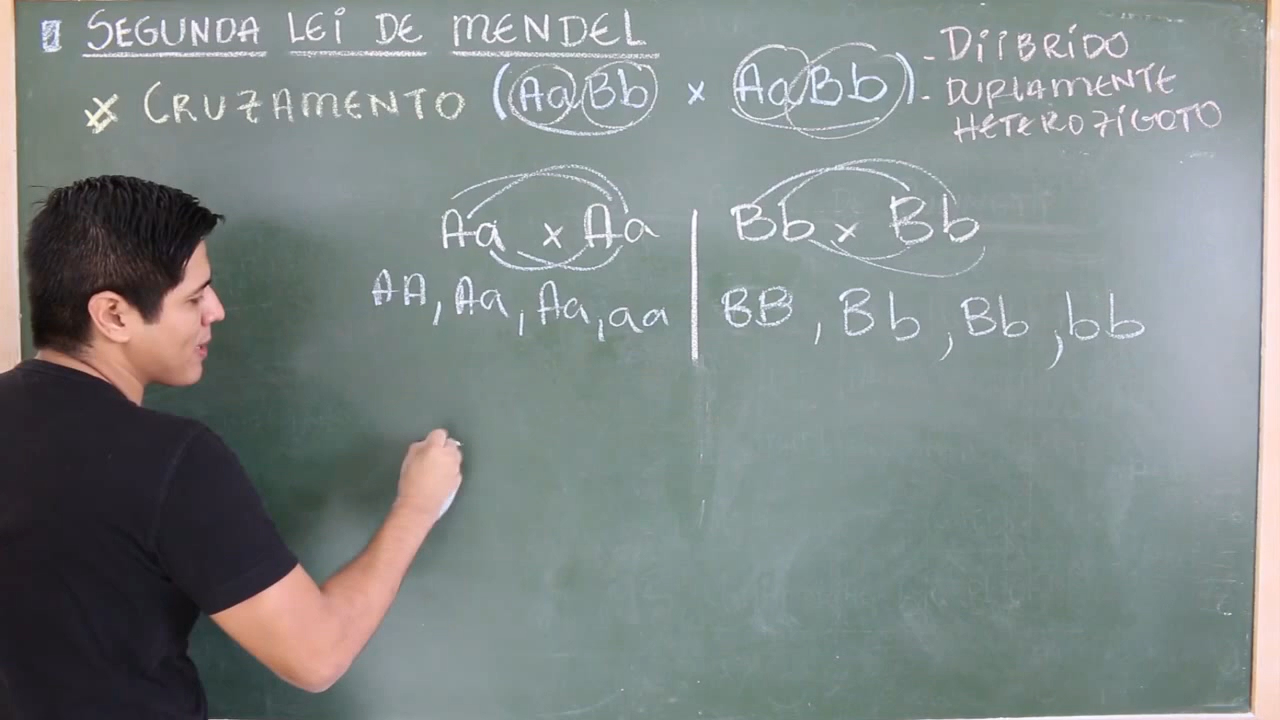 SEGUNDA LEI DE MENDEL
CRUZAMENTO (AaBb x AaBb)
- DIIBRIDO
- DUPLAMENTE
HETEROZÍGOTO
Aa x Aa | Bb x Bb
AA, Aa, Aa, aa | BB, Bb, Bb, bb